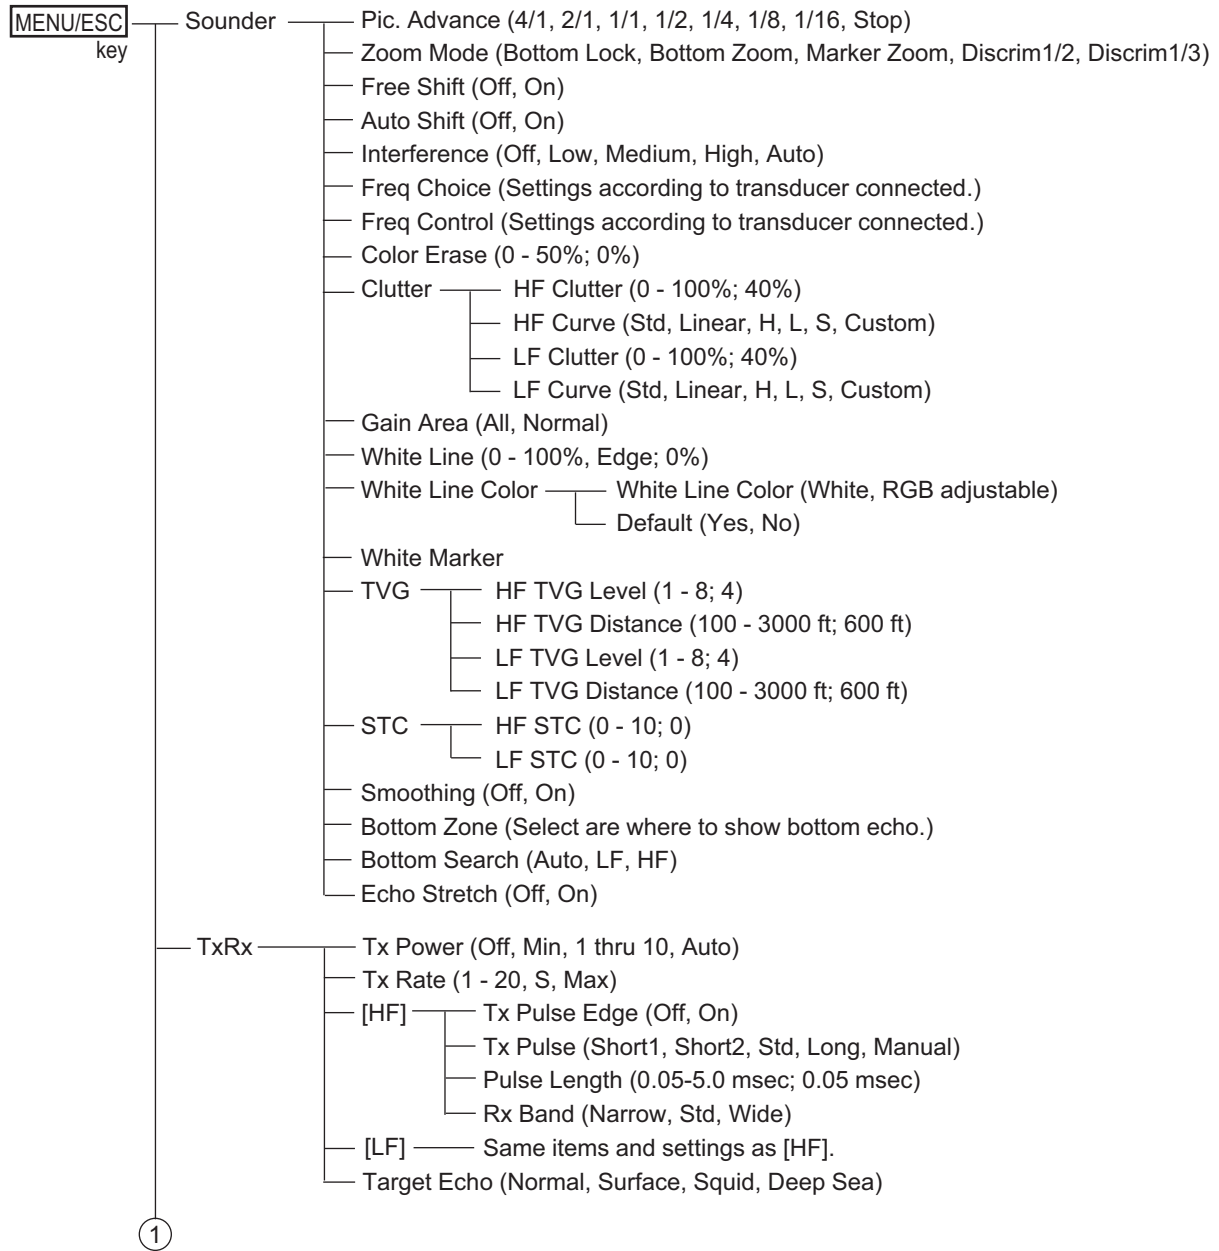 MENU/ESC Sounder Pic. Advance (4/1, 2/1, 1/1, 1/2, 1/4, 1/8, 1/16, Stop)
key Zoom Mode (Bottom Lock, Bottom Zoom, Marker Zoom, Discrim1/2, Discrim1/3)
Free Shift (Off, On)
Auto Shift (Off, On)
Interference (Off, Low, Medium, High, Auto)
Freq Choice (Settings according to transducer connected.)
Freq Control (Settings according to transducer connected.)
Color Erase (0 - 50%; 0%)
Clutter HF Clutter (0 - 100%; 40%)
HF Curve (Std, Linear, H, L, S, Custom)
LF Clutter (0 - 100%; 40%)
LF Curve (Std, Linear, H, L, S, Custom)
Gain Area (All, Normal)
White Line (0 - 100%, Edge; 0%)
White Line Color White Line Color (White, RGB adjustable)
Default (Yes, No)
White Marker
TVG HF TVG Level (1 - 8; 4)
HF TVG Distance (100 - 3000 ft; 600 ft)
LF TVG Level (1 - 8; 4)
LF TVG Distance (100 - 3000 ft; 600 ft)
STC HF STC (0 - 10; 0)
LF STC (0 - 10; 0)
Smoothing (Off, On)
Bottom Zone (Select are where to show bottom echo.)
Bottom Search (Auto, LF, HF)
Echo Stretch (Off, On)
TxRx Tx Power (Off, Min, 1 thru 10, Auto)
Tx Rate (1 - 20, S, Max)
[HF] Tx Pulse Edge (Off, On)
Tx Pulse (Short1, Short2, Std, Long, Manual)
Pulse Length (0.05-5.0 msec; 0.05 msec)
Rx Band (Narrow, Std, Wide)
[LF] Same items and settings as [HF].
Target Echo (Normal, Surface, Squid, Deep Sea)
1